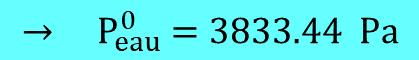 → P⁰eau = 3833.44 Pa